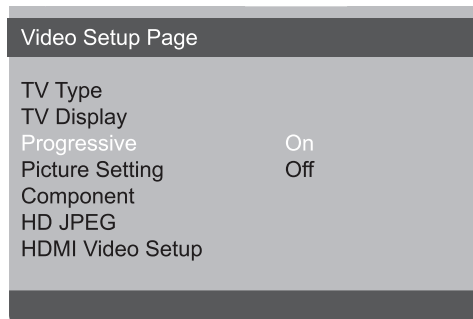 Video Setup Page
TV Type
TV Display
Progressive On
Picture Setting Off
Component
HD JPEG
HDMI Video Setup